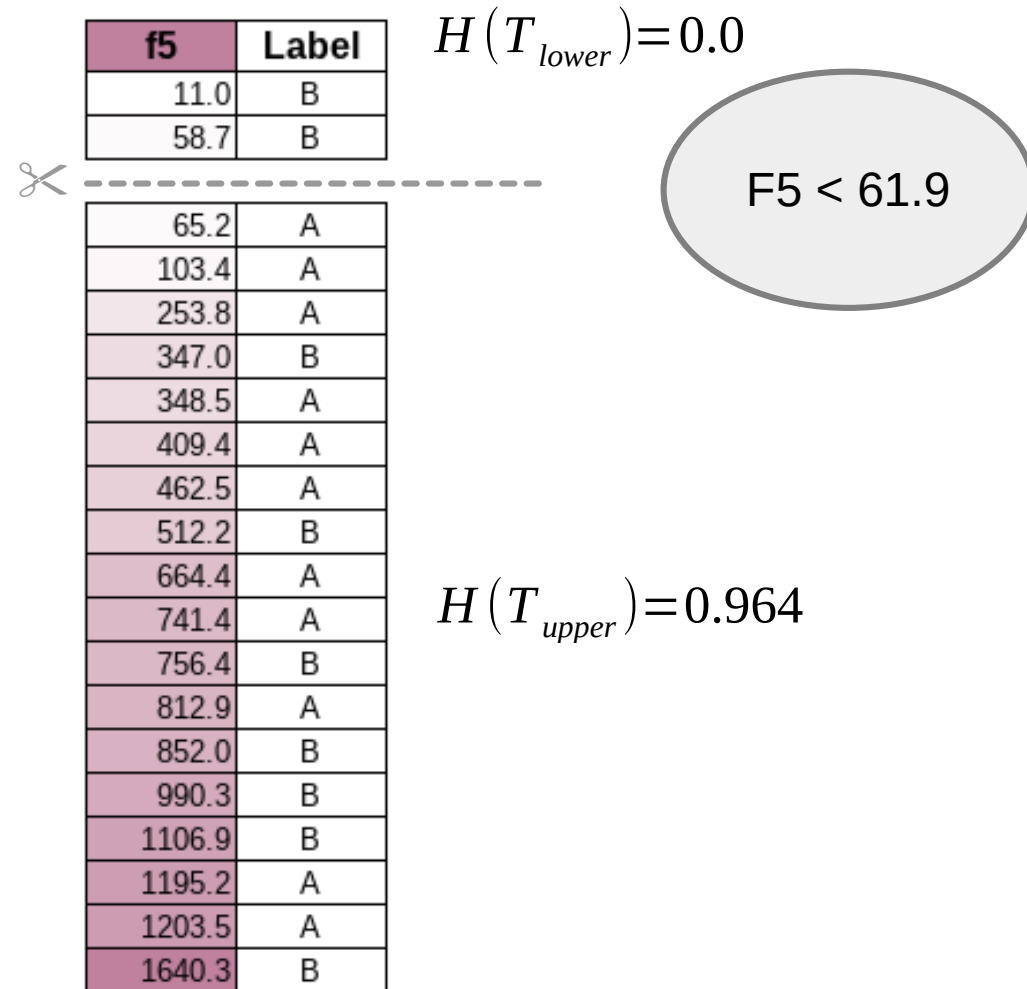 f5 Label
H (T lower)=0.0
11.0 B
58.7 B
F5 < 61.9
65.2 A
103.4 A
253.8 A
347.0 B
348.5 A
409.4 A
462.5 A
512.2 B
664.4 A
H (T upper)=0.964
741.4 A
756.4 B
812.9 A
852.0 B
990.3 B
1106.9 B
1195.2 A
1203.5 A
1640.3 B